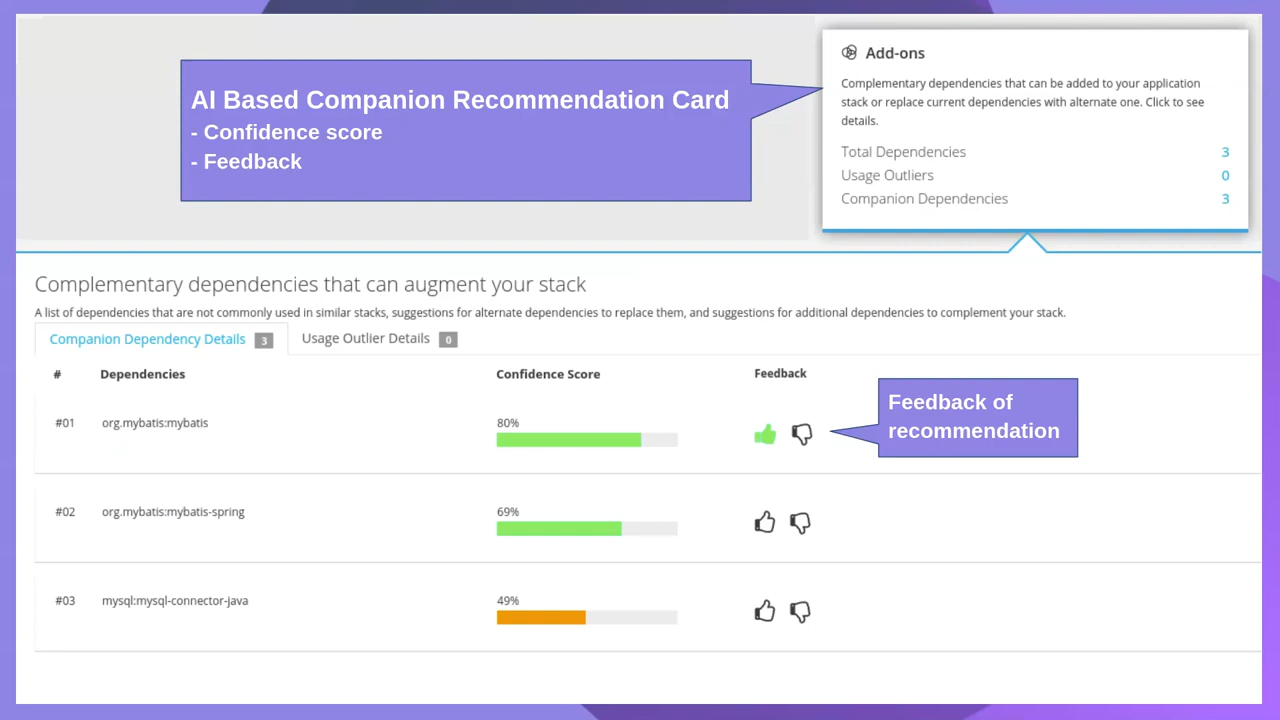 AI Based Companion Recommendation Card
- Confidence score
- Feedback
Add-ons
Complementary dependencies that can be added to your application
stack or replace current dependencies with alternate one. Click to see
details.
Total Dependencies 3
Usage Outliers 0
Companion Dependencies 3
Complementary dependencies that can augment your stack
A list of dependencies that are not commonly used in similar stacks, suggestions for alternate dependencies to replace them, and suggestions for additional dependencies to complement your stack.
Companion Dependency Details 3 Usage Outlier Details 0
# Dependencies Confidence Score Feedback
#01 org.mybatis:mybatis 80%
Feedback of
recommendation
#02 org.mybatis:mybatis-spring 69%
#03 mysql:mysql-connector-java 49%